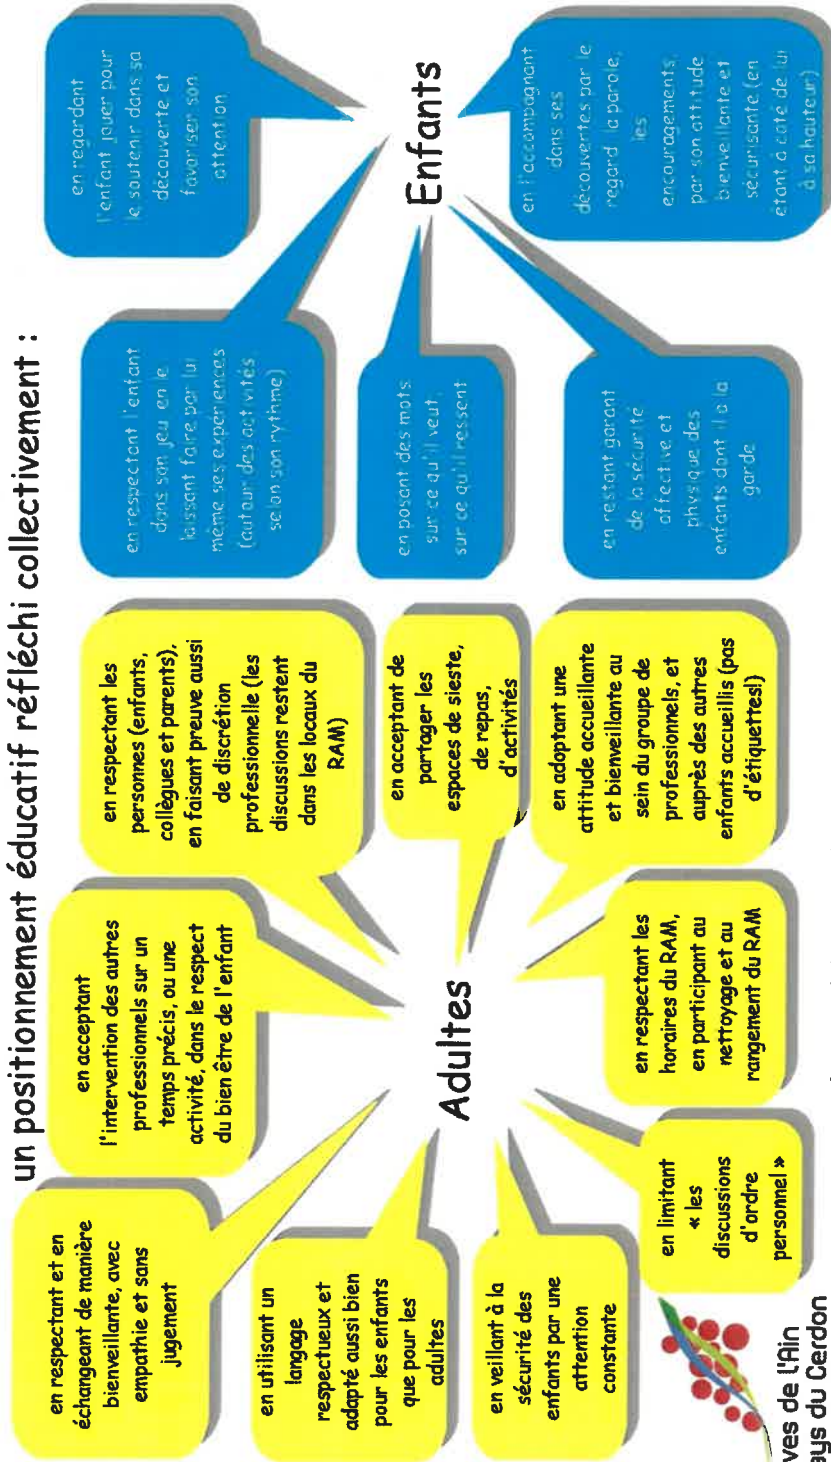 un positionnement éducatif réfléchi collectivement :
en respectant et en
échangeant de manière
bienveillante, avec
empathie et sans
jugement
en acceptant
l'intervention des autres
professionnels sur un
temps précis, ou une
activité, dans le respect
du bien être de l'enfant
en respectant les
personnes (enfants,
collègues et parents),
en faisant preuve aussi
de discrétion
professionnelle (les
discussions restent
dans les locaux du
RAM)
en utilisant un
langage
respectueux et
adapté aussi bien
pour les enfants
que pour les
adultes
Adultes
en acceptant de
partager les
espaces de sieste,
de repas,
d'activités
en veillant à la
sécurité des
enfants par une
attention
constante
en limitant
« les
discussions
d'ordre
personnel »
en respectant les
horaires du RAM,
en participant au
nettoyage et au
rangement du RAM
en adoptant une
attitude accueillante
et bienveillante au
sein du groupe de
professionnels, et
auprès des autres
enfants accueillis (pas
d'étiquettes!)
en respectant l'enfant
dans son jeu en le
laissant faire par lui
même ses expériences
(autour des activités
selon son rythme)
en regardant
l'enfant jouer pour
le soutenir dans sa
découverte et
favoriser son
attention
en posant des mots
sur ce qu'il veut,
sur ce qu'il ressent
Enfants
en restant garant
de la sécurité
affective et
physique des
enfants dont il a la
garde
en l'accompagnant
dans ses
découvertes par le
regard la parole,
les
encouragements,
par son attitude
bienveillante et
sécurisante (en
étant à côté de lui
à sa hauteur)
ves de l'Ain
ays du Cerdon